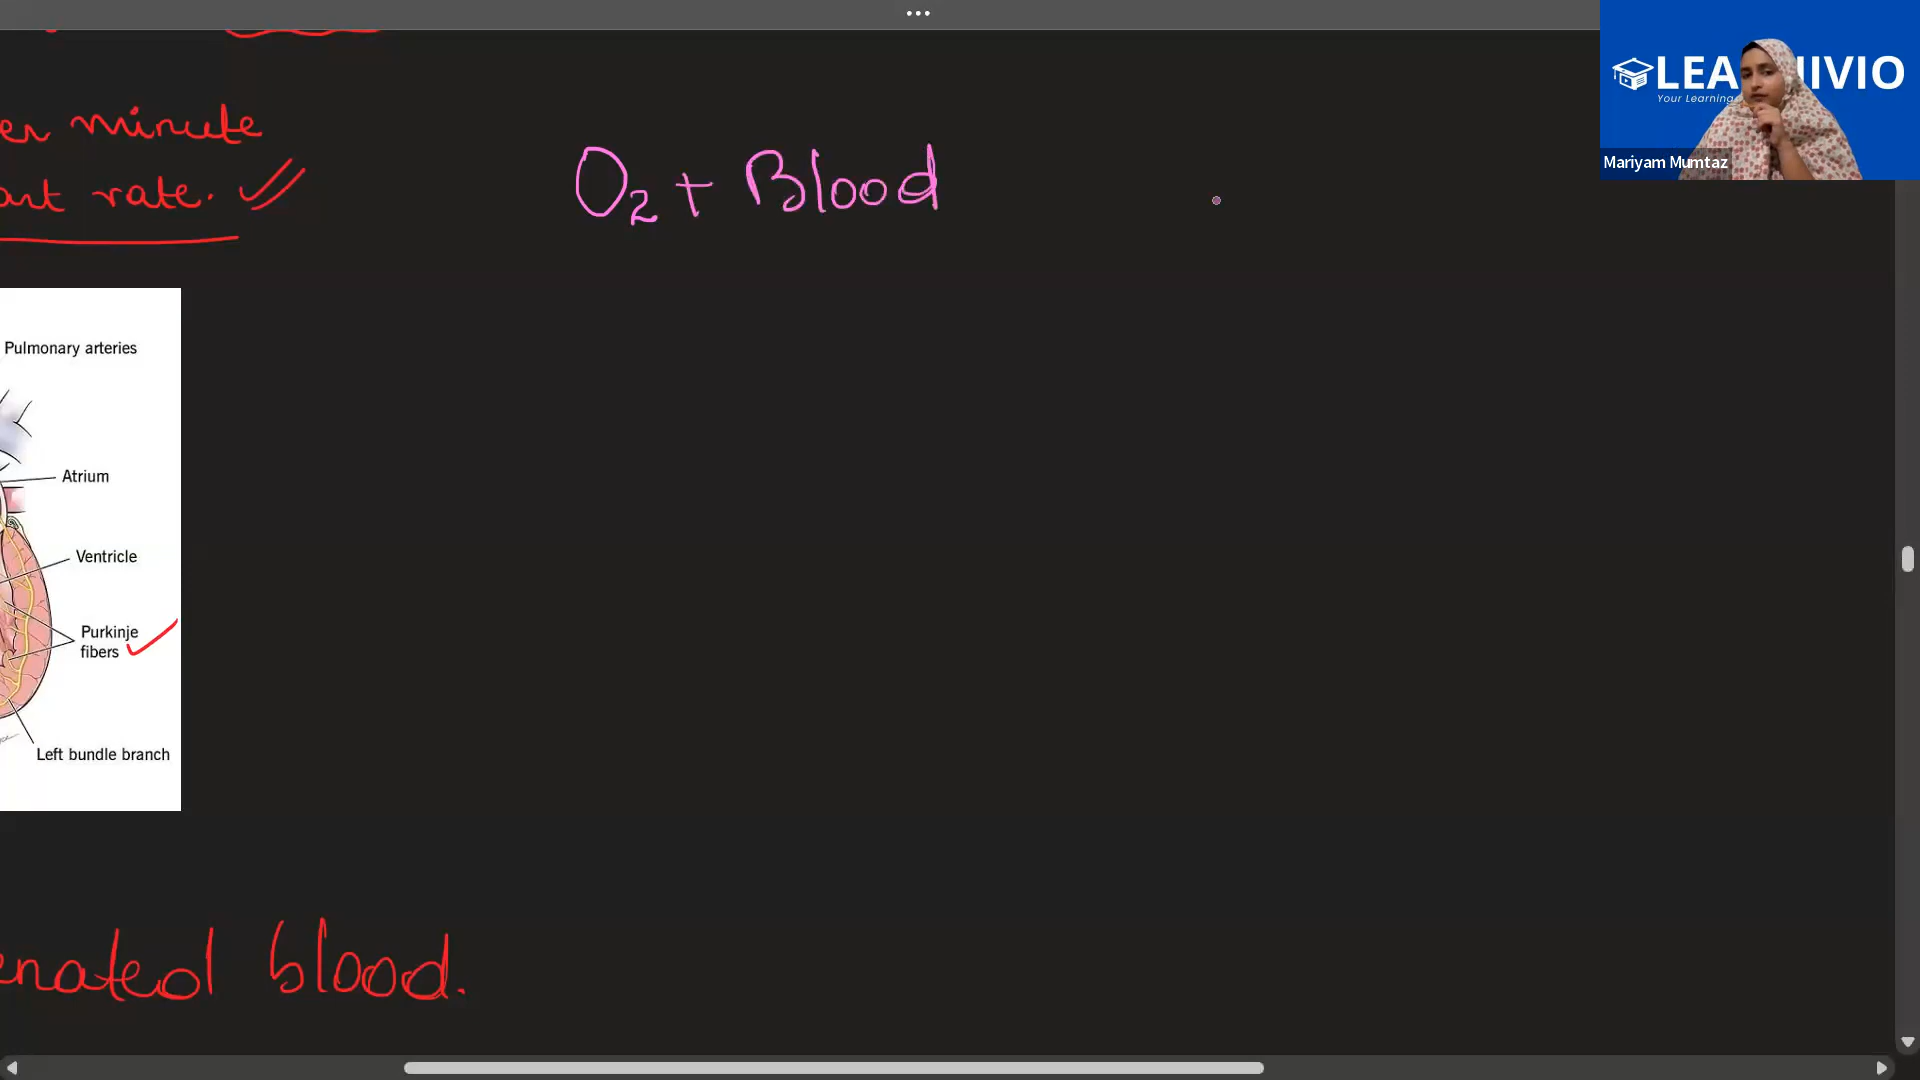 er minute
art rate.
O2 + Blood
LEA IVIO
Your Learning
Mariyam Mumtaz
Pulmonary arteries
Atrium
Ventricle
Purkinje
fibers
Left bundle branch
enated blood.